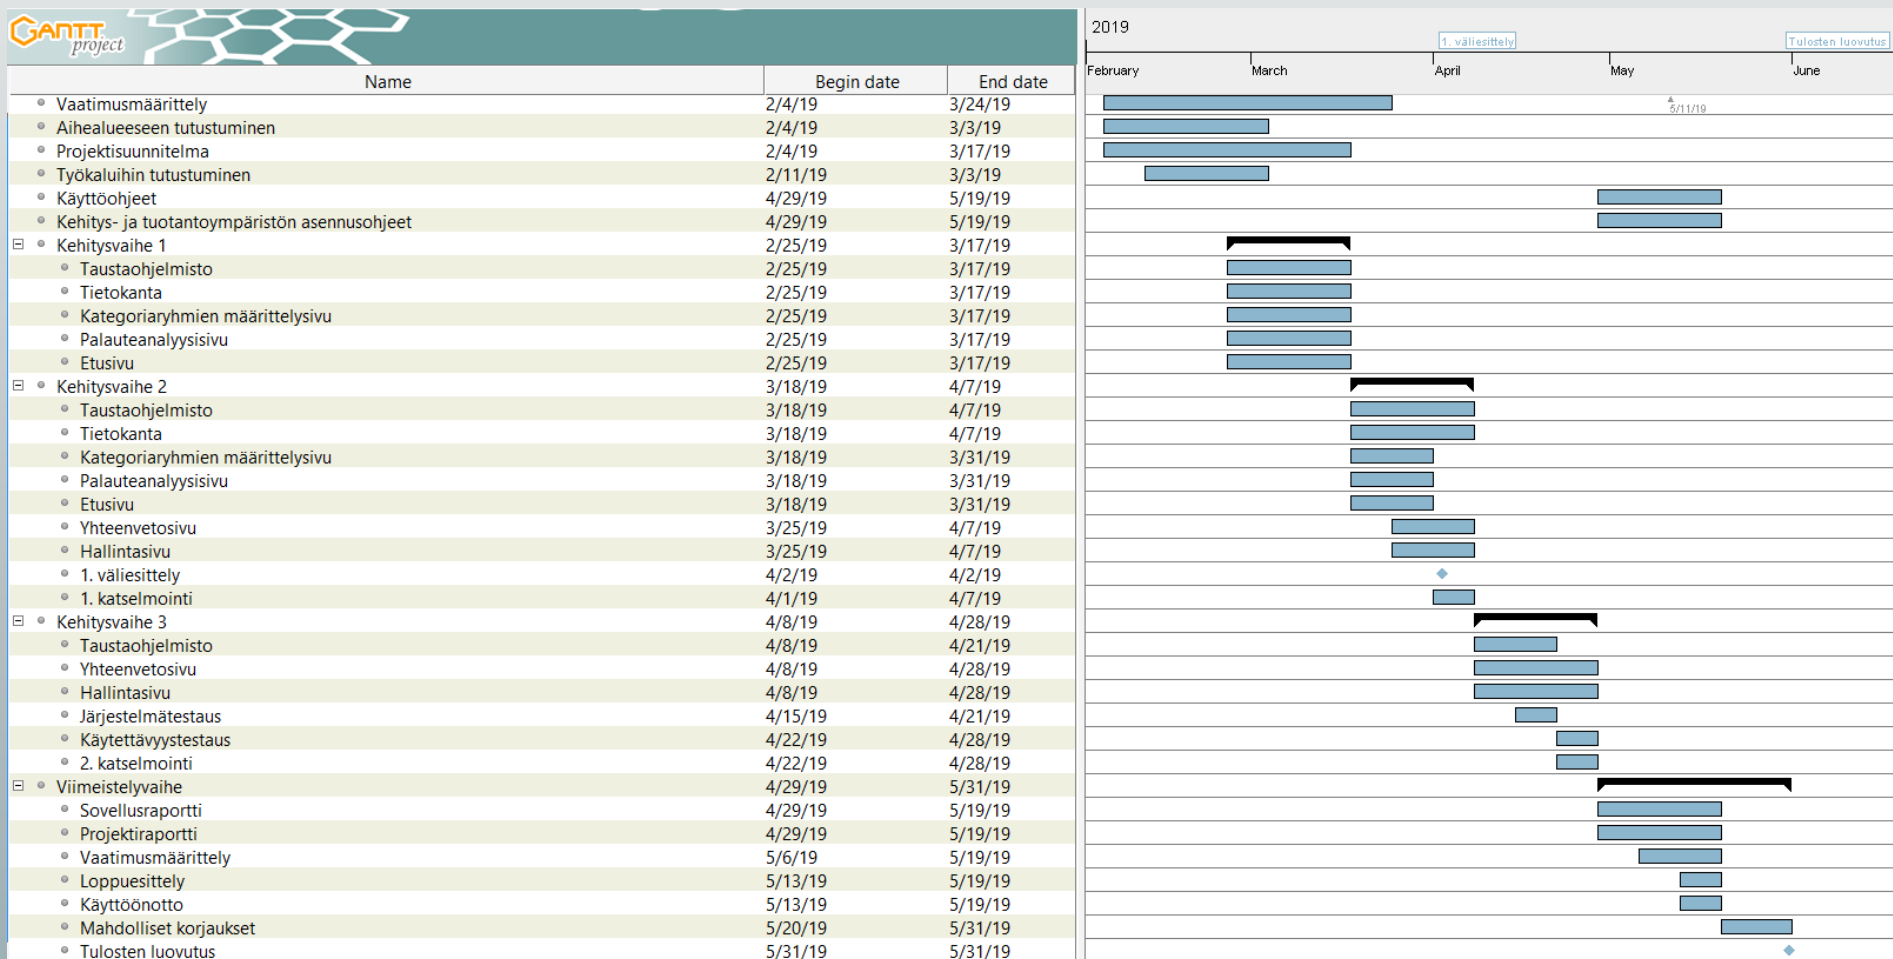 GANTT
project
2019
1. väliesittely
Tulosten luovutus
February March April May June
Name Begin date End date
Vaatimusmäärittely 2/4/19 3/24/19
5/11/19
Aihealueeseen tutustuminen 2/4/19 3/3/19
Projektisuunnitelma 2/4/19 3/17/19
Työkaluihin tutustuminen 2/11/19 3/3/19
Käyttöohjeet 4/29/19 5/19/19
Kehitys- ja tuotantoympäristön asennusohjeet 4/29/19 5/19/19
Kehitysvaihe 1 2/25/19 3/17/19
Taustaohjelmisto 2/25/19 3/17/19
Tietokanta 2/25/19 3/17/19
Kategoriaryhmien määrittelysivu 2/25/19 3/17/19
Palauteanalyysisivu 2/25/19 3/17/19
Etusivu 2/25/19 3/17/19
Kehitysvaihe 2 3/18/19 4/7/19
Taustaohjelmisto 3/18/19 4/7/19
Tietokanta 3/18/19 4/7/19
Kategoriaryhmien määrittelysivu 3/18/19 3/31/19
Palauteanalyysisivu 3/18/19 3/31/19
Etusivu 3/18/19 3/31/19
Yhteenvetosivu 3/25/19 4/7/19
Hallintasivu 3/25/19 4/7/19
1. väliesittely 4/2/19 4/2/19
1. katselmointi 4/1/19 4/7/19
Kehitysvaihe 3 4/8/19 4/28/19
Taustaohjelmisto 4/8/19 4/21/19
Yhteenvetosivu 4/8/19 4/28/19
Hallintasivu 4/8/19 4/28/19
Järjestelmätestaus 4/15/19 4/21/19
Käytettävyystestaus 4/22/19 4/28/19
2. katselmointi 4/22/19 4/28/19
Viimeistelyvaihe 4/29/19 5/31/19
Sovellusraportti 4/29/19 5/19/19
Projektiraportti 4/29/19 5/19/19
Vaatimusmäärittely 5/6/19 5/19/19
Loppuesittely 5/13/19 5/19/19
Käyttöönotto 5/13/19 5/19/19
Mahdolliset korjaukset 5/20/19 5/31/19
Tulosten luovutus 5/31/19 5/31/19